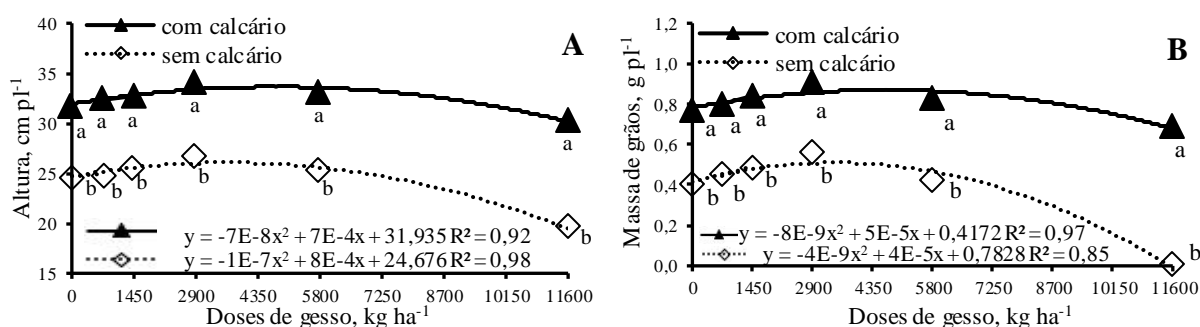 com calcário
sem calcário
A
Altura, cm pl⁻¹
40
35
30
25
20
15
a a a a a a
b b b b b b
y = -7E-8x² + 7E-4x + 31,935 R² = 0,92
y = -1E-7x² + 8E-4x + 24,676 R² = 0,98
0 1450 2900 4350 5800 7250 8700 10150 11600
Doses de gesso, kg ha⁻¹
com calcário
sem calcário
B
Massa de grãos, g pl⁻¹
1,2
1,0
0,8
0,6
0,4
0,2
0,0
a a a a a a
b b b b b b
y = -8E-9x² + 5E-5x + 0,4172 R² = 0,97
y = -4E-9x² + 4E-5x + 0,7828 R² = 0,85
0 1450 2900 4350 5800 7250 8700 10150 11600
Doses de gesso, kg ha⁻¹